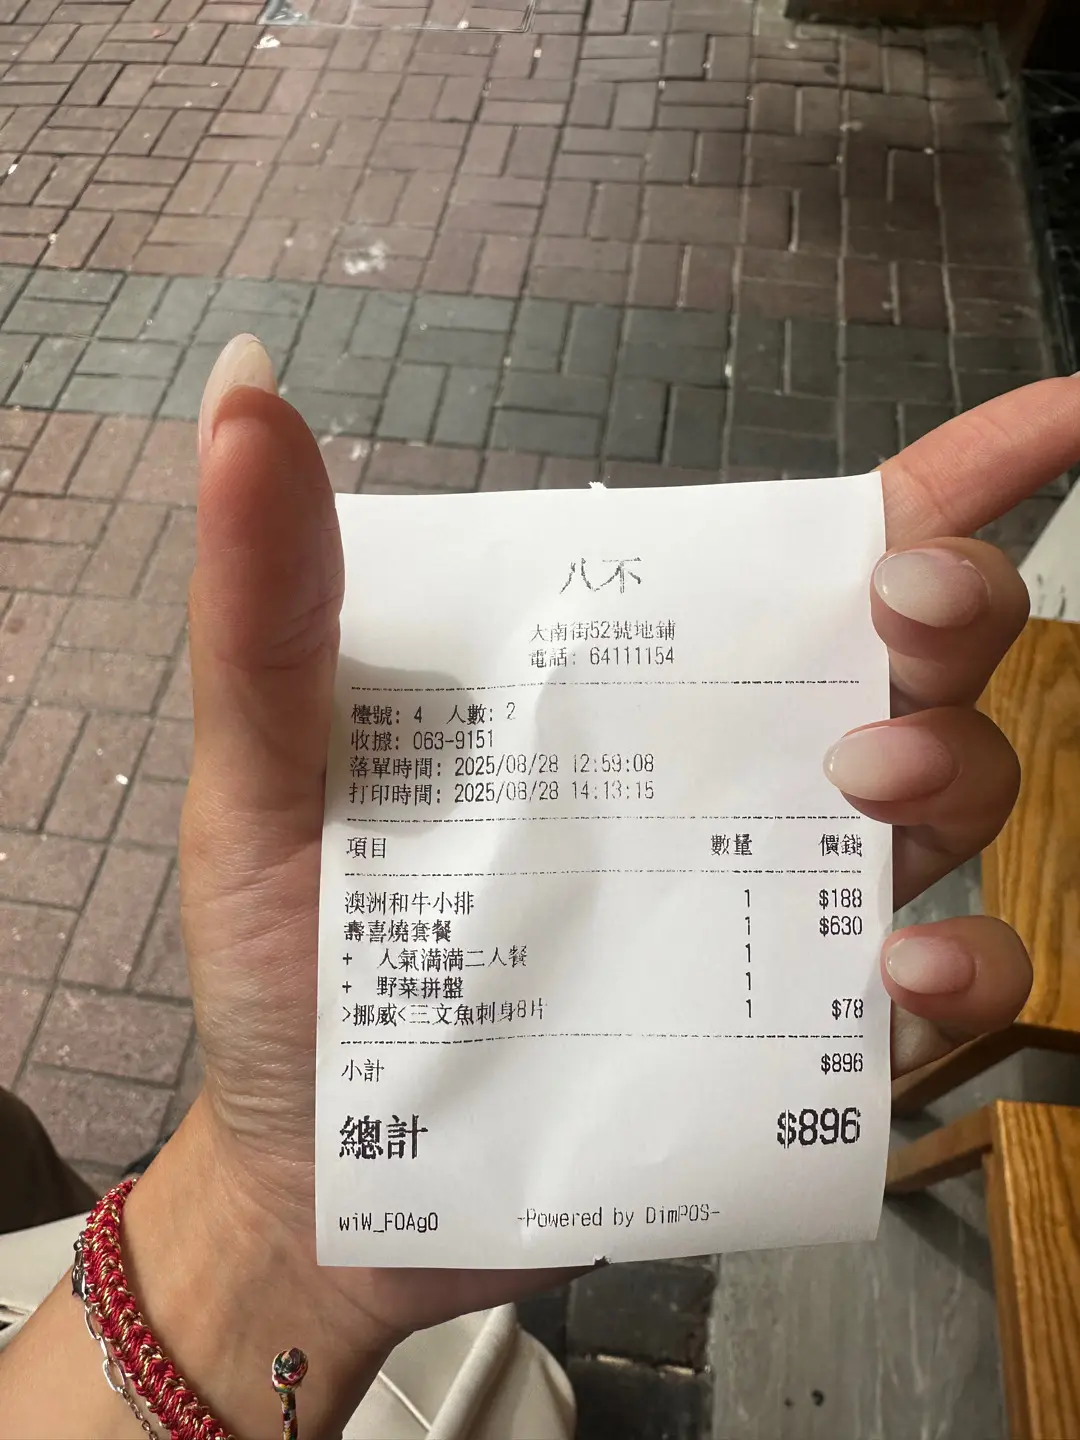 八不
大南街52號地鋪
電話: 64111154
檯號: 4 人數: 2
收據: 063-9151
落單時間: 2025/08/28 12:59:08
打印時間: 2025/08/28 14:13:15
項目 數量 價錢
澳洲和牛小排 1 $188
壽喜燒套餐 1 $630
+ 人氣滿滿二人餐 1
+ 野菜拼盤 1
>挪威<三文魚刺身8片 1 $78
小計 $896
總計 $896
wiW_FOAgO -Powered by DimPOS-